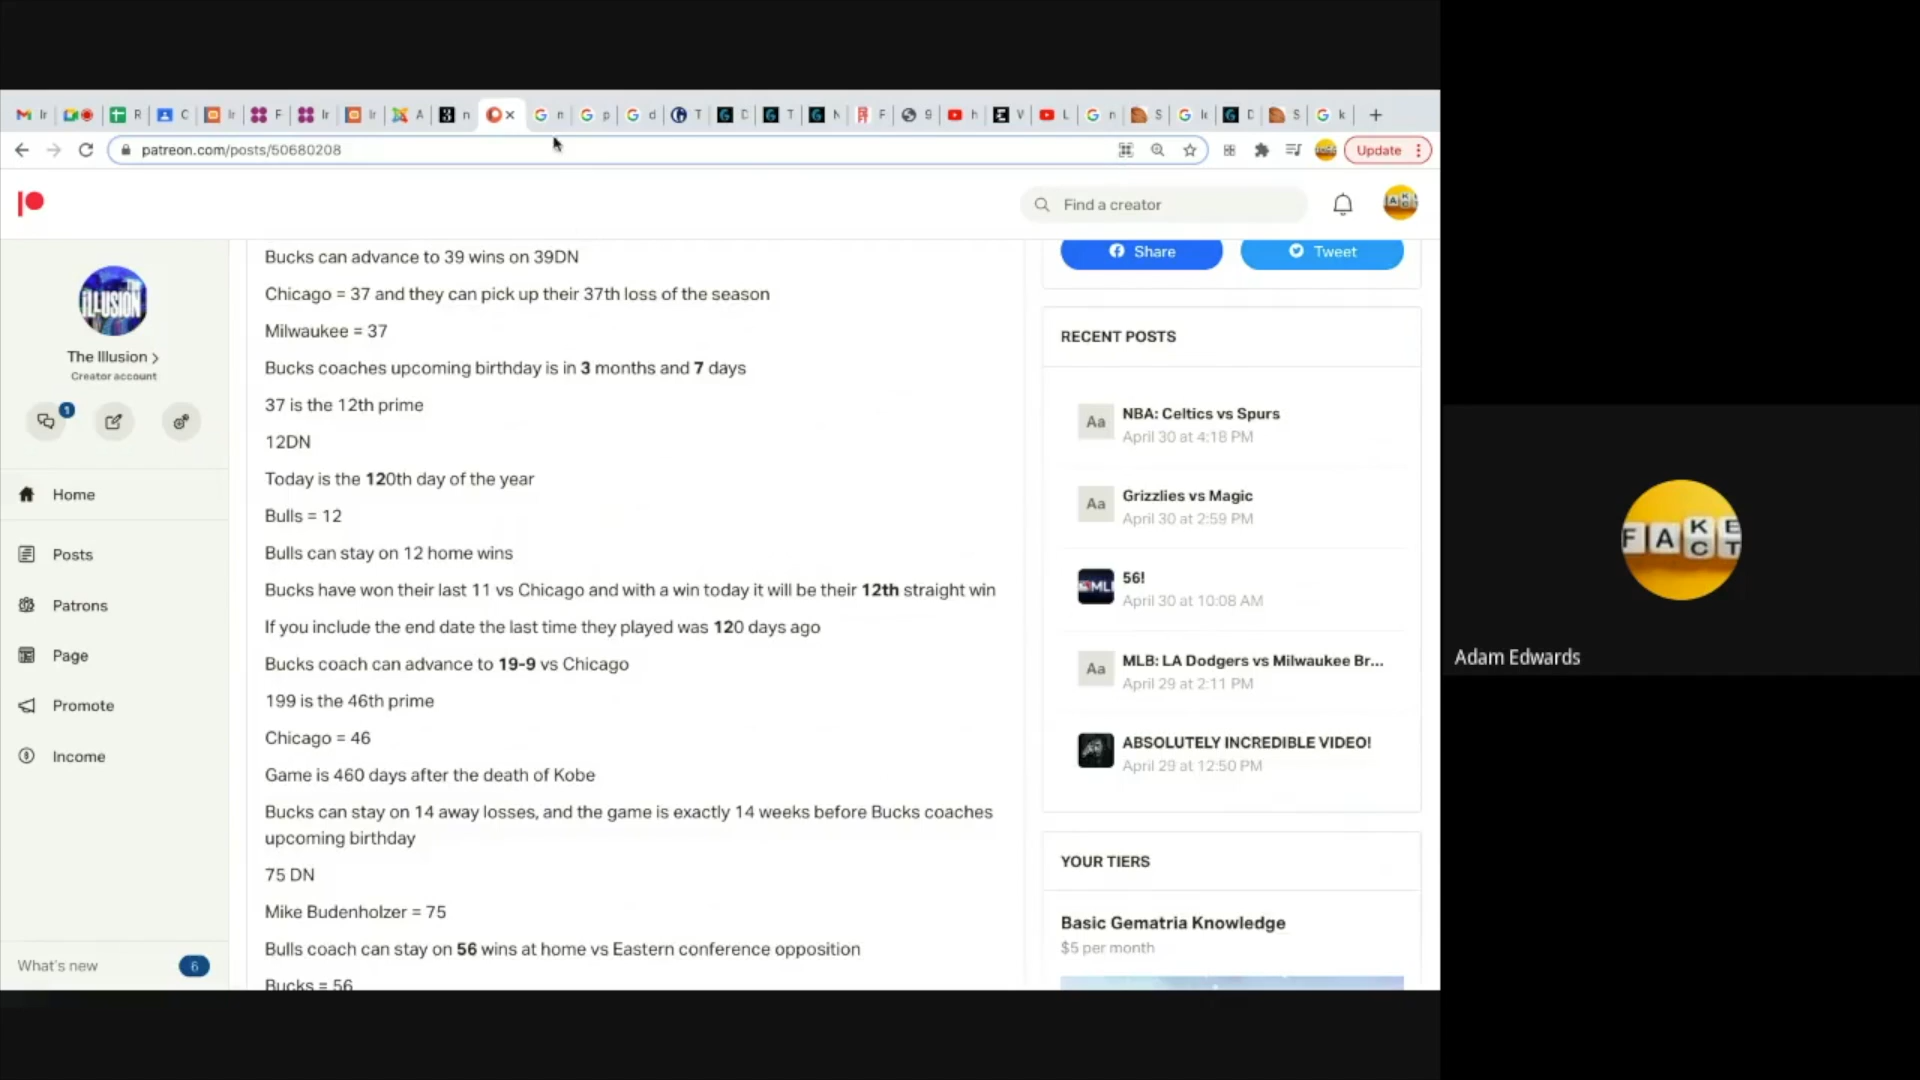 Ir
R
C
Ir
F
Ir
Ir
A
n
n
p
d
T
D
T
N
F
9
h
V
L
n
S
Ic
D
S
k
patreon.com/posts/50680208
Update
Find a creator
ILLUSION
The Illusion
Creator account
1
Home
Posts
Patrons
Page
Promote
Income
What's new
6
Bucks can advance to 39 wins on 39DN
Chicago = 37 and they can pick up their 37th loss of the season
Milwaukee = 37
Bucks coaches upcoming birthday is in 3 months and 7 days
37 is the 12th prime
12DN
Today is the 120th day of the year
Bulls = 12
Bulls can stay on 12 home wins
Bucks have won their last 11 vs Chicago and with a win today it will be their 12th straight win
If you include the end date the last time they played was 120 days ago
Bucks coach can advance to 19-9 vs Chicago
199 is the 46th prime
Chicago = 46
Game is 460 days after the death of Kobe
Bucks can stay on 14 away losses, and the game is exactly 14 weeks before Bucks coaches
upcoming birthday
75 DN
Mike Budenholzer = 75
Bulls coach can stay on 56 wins at home vs Eastern conference opposition
Bucks = 56
Share
Tweet
RECENT POSTS
Aa
NBA: Celtics vs Spurs
April 30 at 4:18 PM
Aa
Grizzlies vs Magic
April 30 at 2:59 PM
56!
April 30 at 10:08 AM
Aa
MLB: LA Dodgers vs Milwaukee Br...
April 29 at 2:11 PM
ABSOLUTELY INCREDIBLE VIDEO!
April 29 at 12:50 PM
YOUR TIERS
Basic Gematria Knowledge
$5 per month
FAKE
CT
Adam Edwards